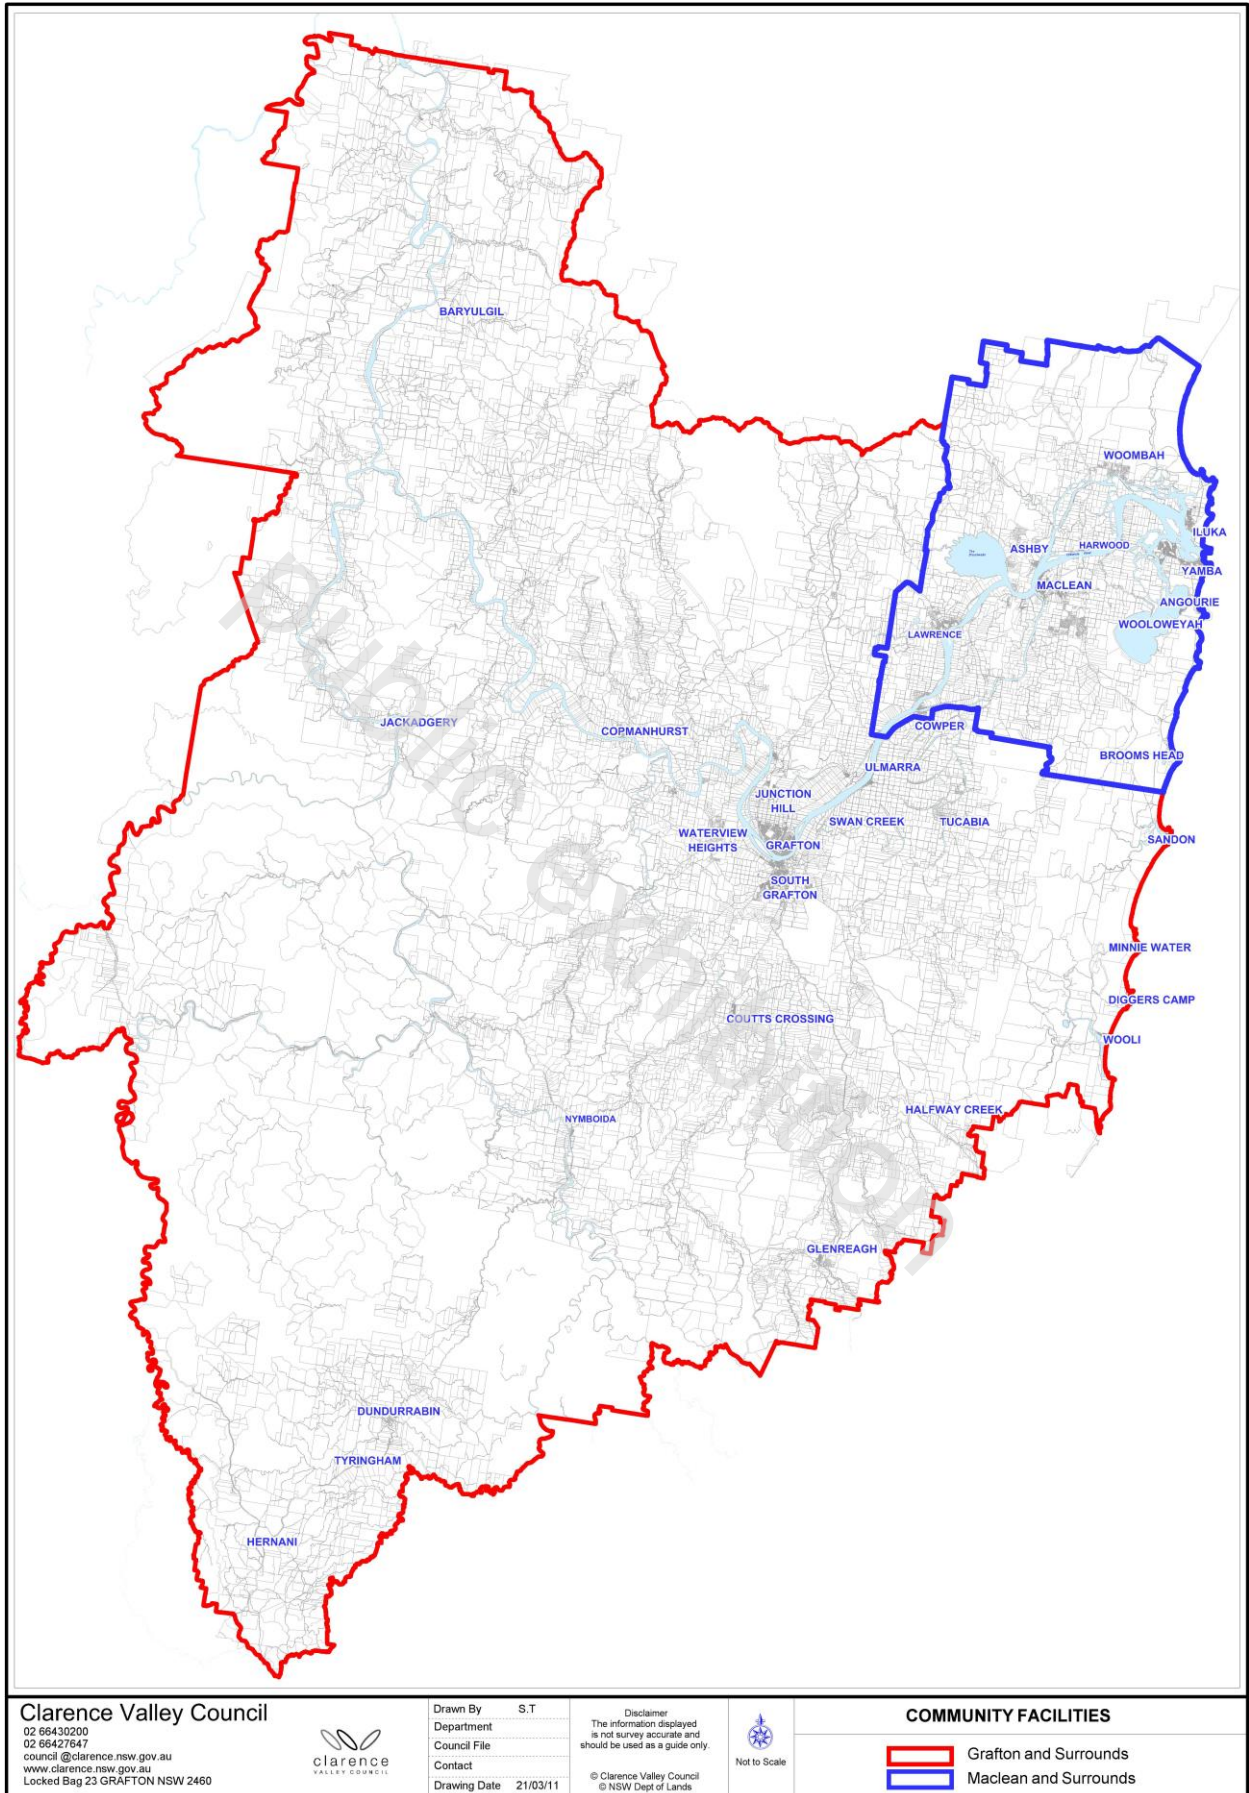 BARYULGIL
WOOMBAH
ILUKA
ASHBY
HARWOOD
YAMBA
MACLEAN
ANGOURIE
WOOLOWEYAH
LAWRENCE
JACKADGERY
COPMANHURST
COWPER
BROOMS HEAD
ULMARRA
JUNCTION
HILL
SWAN CREEK
TUCABIA
WATERVIEW
HEIGHTS
GRAFTON
SANDON
SOUTH
GRAFTON
MINNIE WATER
DIGGERS CAMP
COUTTS CROSSING
WOOLI
HALFWAY CREEK
NYMBOIDA
GLENREAGH
DUNDURRABIN
TYRINGHAM
HERNANI
public exhibition
Clarence Valley Council
02 66430200
02 66427647
council @clarence.nsw.gov.au
www.clarence.nsw.gov.au
Locked Bag 23 GRAFTON NSW 2460
clarence
VALLEY COUNCIL
Drawn By S.T
Department
Council File
Contact
Drawing Date 21/03/11
Disclaimer
The information displayed
is not survey accurate and
should be used as a guide only.
© Clarence Valley Council
© NSW Dept of Lands
Not to Scale
COMMUNITY FACILITIES
Grafton and Surrounds
Maclean and Surrounds